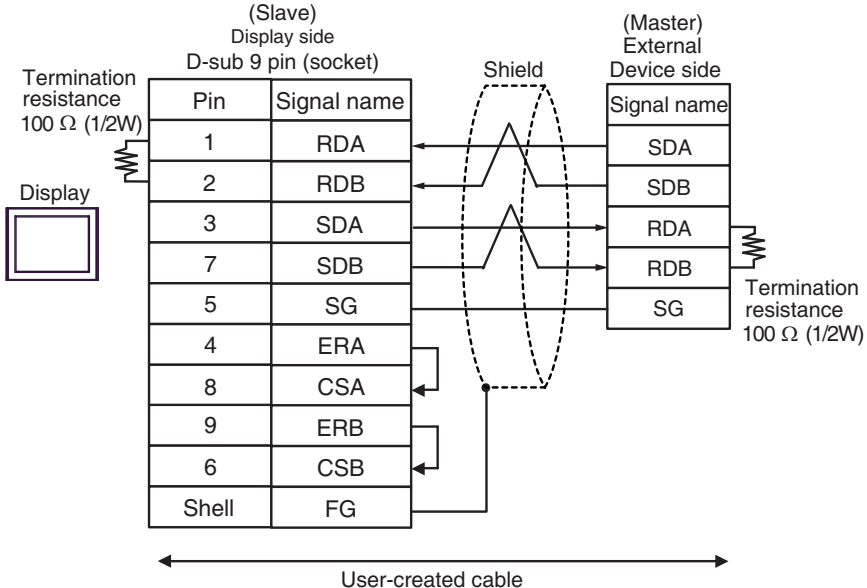 (Slave)
Display side
D-sub 9 pin (socket)
(Master)
External
Device side
Termination
resistance
100 Ω (1/2W)
Shield
Pin Signal name
Signal name
1 RDA
SDA
2 RDB
SDB
Display
3 SDA
RDA
7 SDB
RDB
Termination
resistance
100 Ω (1/2W)
5 SG
SG
4 ERA
8 CSA
9 ERB
6 CSB
Shell FG
User-created cable